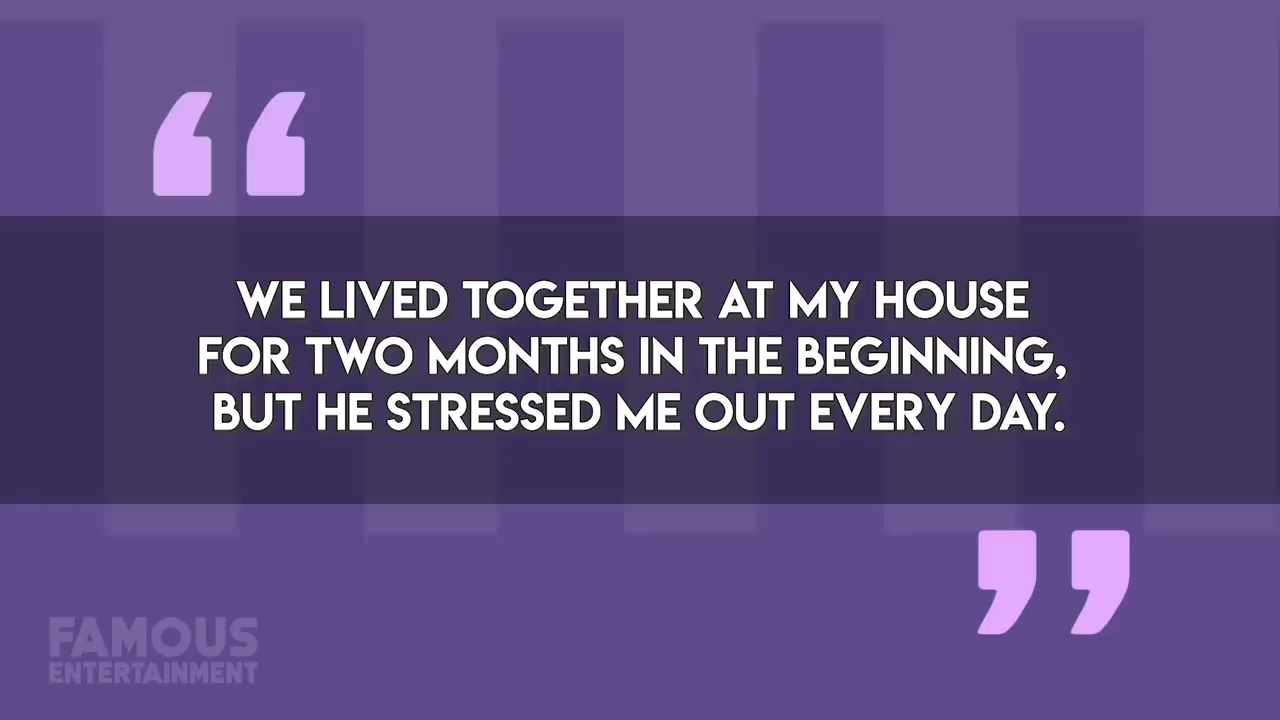 “
WE LIVED TOGETHER AT MY HOUSE
FOR TWO MONTHS IN THE BEGINNING,
BUT HE STRESSED ME OUT EVERY DAY.
”
FAMOUS
ENTERTAINMENT